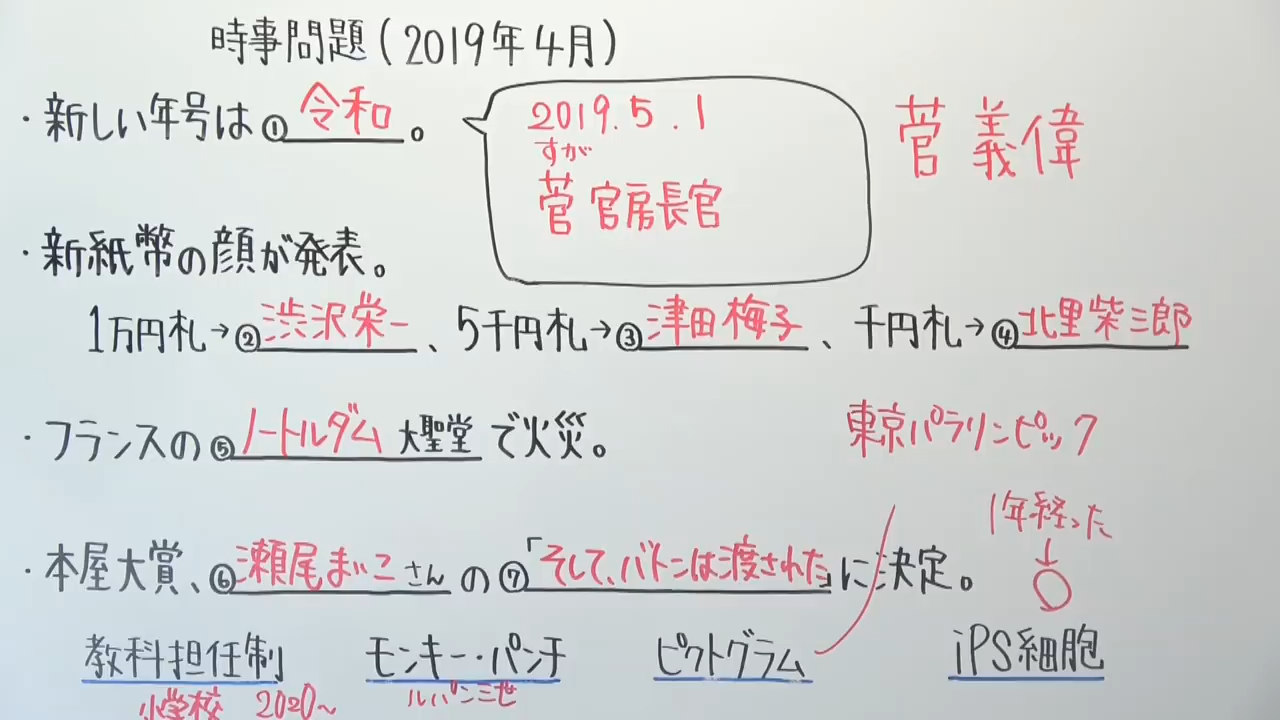 時事問題(2019年4月)
・新しい年号は①令和。
2019.5.1
すが
菅官房長官
菅義偉
・新紙幣の顔が発表。
1万円札→②渋沢栄一、5千円札→③津田梅子、千円札→④北里柴三郎
・フランスの⑤ノートルダム大聖堂で火災。
東京パラリンピック
1年経った
↓
○
・本屋大賞、⑥瀬尾まいこさんの⑦「そして、バトンは渡された」に決定。
教科担任制 モンキー・パンチ ピクトグラム iPS細胞
小学校 2020~ ルパン三世